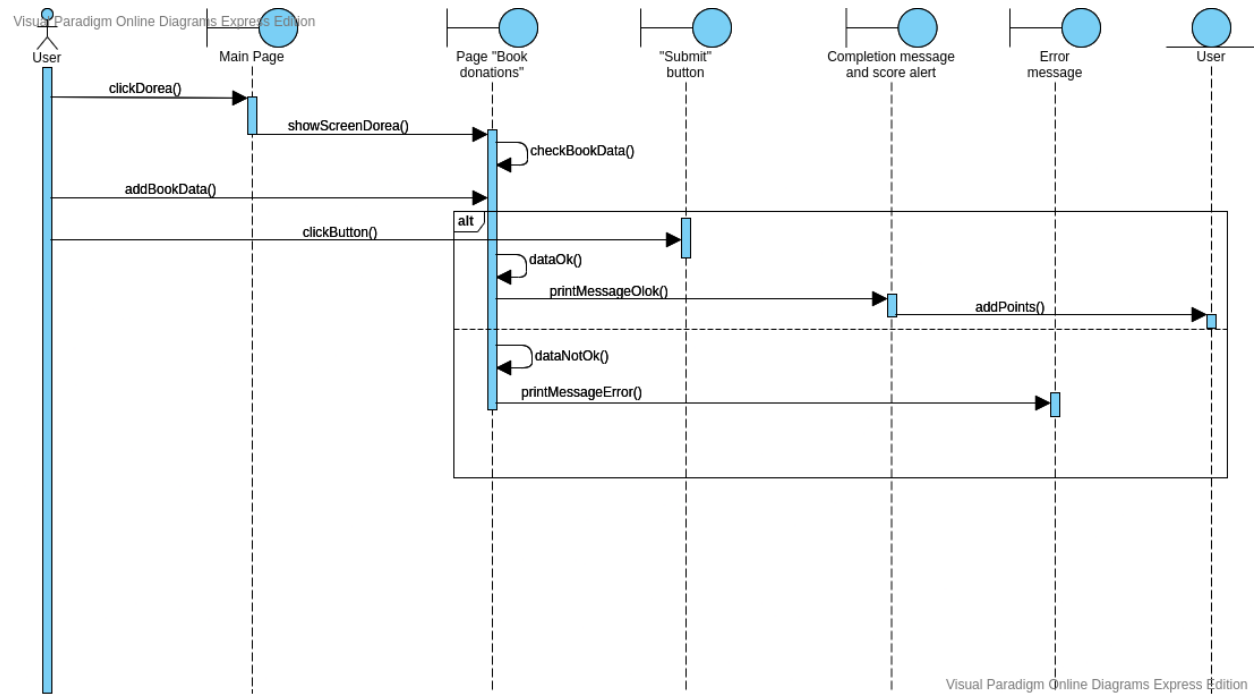 Visual Paradigm Online Diagrams Express Edition
User
Main Page
Page "Book
donations"
"Submit"
button
Completion message
and score alert
Error
message
User
clickDorea()
showScreenDorea()
checkBookData()
addBookData()
alt
clickButton()
dataOk()
printMessageOlok()
addPoints()
dataNotOk()
printMessageError()
Visual Paradigm Online Diagrams Express Edition